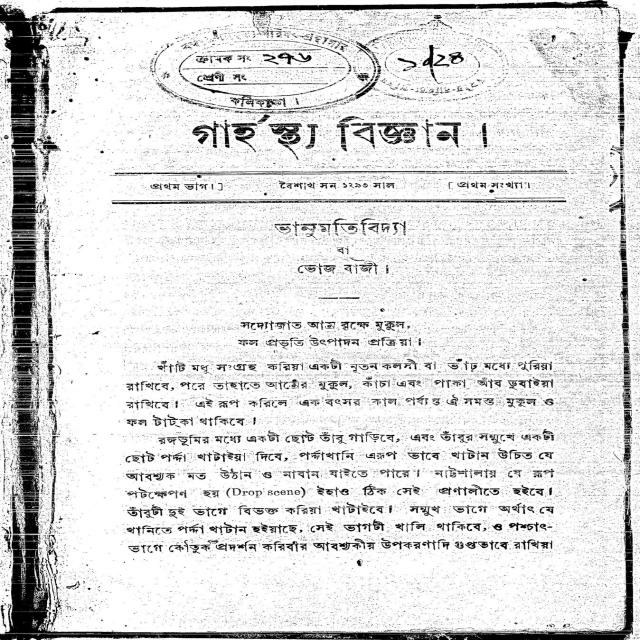 ক্রমিক সং ২৭৬
শ্রেণী সং
কলিকাতা ।
১৮২৪
গার্হস্থ্য বিজ্ঞান ।
প্রথম ভাগ । ] বৈশাখ সন ১২৯৩ সাল [ প্রথম সংখ্যা ।
ভানুমতিবিদ্যা
বা
ভোজ বাজী ।
সদ্যোজাত আম্র বৃক্ষে মুকুল,
ফল প্রভৃতি উৎপাদন প্রক্রিয়া ।
খাঁটি মধু সংগ্রহ করিয়া একটী নূতন কলসী বা ভাঁড় মধ্যে পুরিয়া
রাখিবে, পরে তাহাতে আম্রের মুকুল, কাঁচা এবং পাকা আঁব ডুবাইয়া
রাখিবে । এই রূপ করিলে এক বৎসর কাল পর্য্যন্ত ঐ সমস্ত মুকুল ও
ফল টাট্‌কা থাকিবে ।
রঙ্গভূমির মধ্যে একটী ছোট তাঁবু গাড়িবে, এবং তাঁবুর সম্মুখে একটী
ছোট পর্দ্দা খাটাইয়া দিবে, পর্দ্দাখানি এরূপ ভাবে খাটান উচিত যে
আবশ্যক মত উঠান ও নাবান যাইতে পারে । নাট্যশালায় যে রূপ
পটক্ষেপণ হয় (Drop scene) ইহাও ঠিক সেই প্রণালীতে হইবে ।
তাঁবুটী দুই ভাগে বিভক্ত করিয়া খাটাইবে । সম্মুখ ভাগে অর্থাৎ যে
খানিতে পর্দ্দা খাটান হইয়াছে, সেই ভাগটী খালি থাকিবে, ও পশ্চাৎ-
ভাগে কৌতুক প্রদর্শন করিবার আবশ্যকীয় উপকরণাদি গুপ্তভাবে রাখিয়া